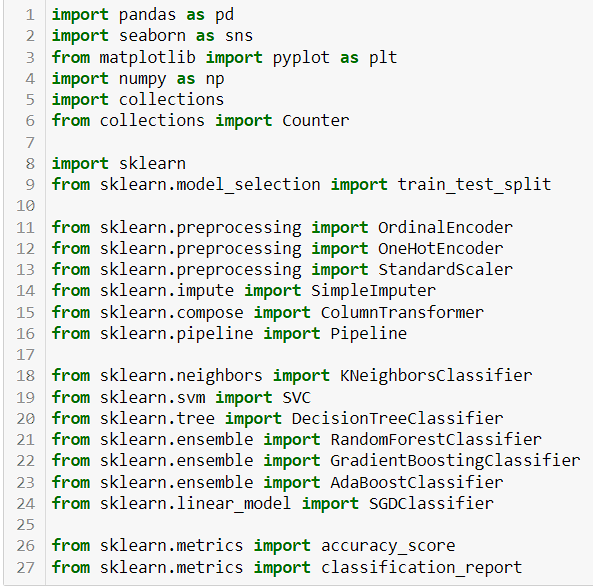 1 import pandas as pd
2 import seaborn as sns
3 from matplotlib import pyplot as plt
4 import numpy as np
5 import collections
6 from collections import Counter
7
8 import sklearn
9 from sklearn.model_selection import train_test_split
10
11 from sklearn.preprocessing import OrdinalEncoder
12 from sklearn.preprocessing import OneHotEncoder
13 from sklearn.preprocessing import StandardScaler
14 from sklearn.impute import SimpleImputer
15 from sklearn.compose import ColumnTransformer
16 from sklearn.pipeline import Pipeline
17
18 from sklearn.neighbors import KNeighborsClassifier
19 from sklearn.svm import SVC
20 from sklearn.tree import DecisionTreeClassifier
21 from sklearn.ensemble import RandomForestClassifier
22 from sklearn.ensemble import GradientBoostingClassifier
23 from sklearn.ensemble import AdaBoostClassifier
24 from sklearn.linear_model import SGDClassifier
25
26 from sklearn.metrics import accuracy_score
27 from sklearn.metrics import classification_report